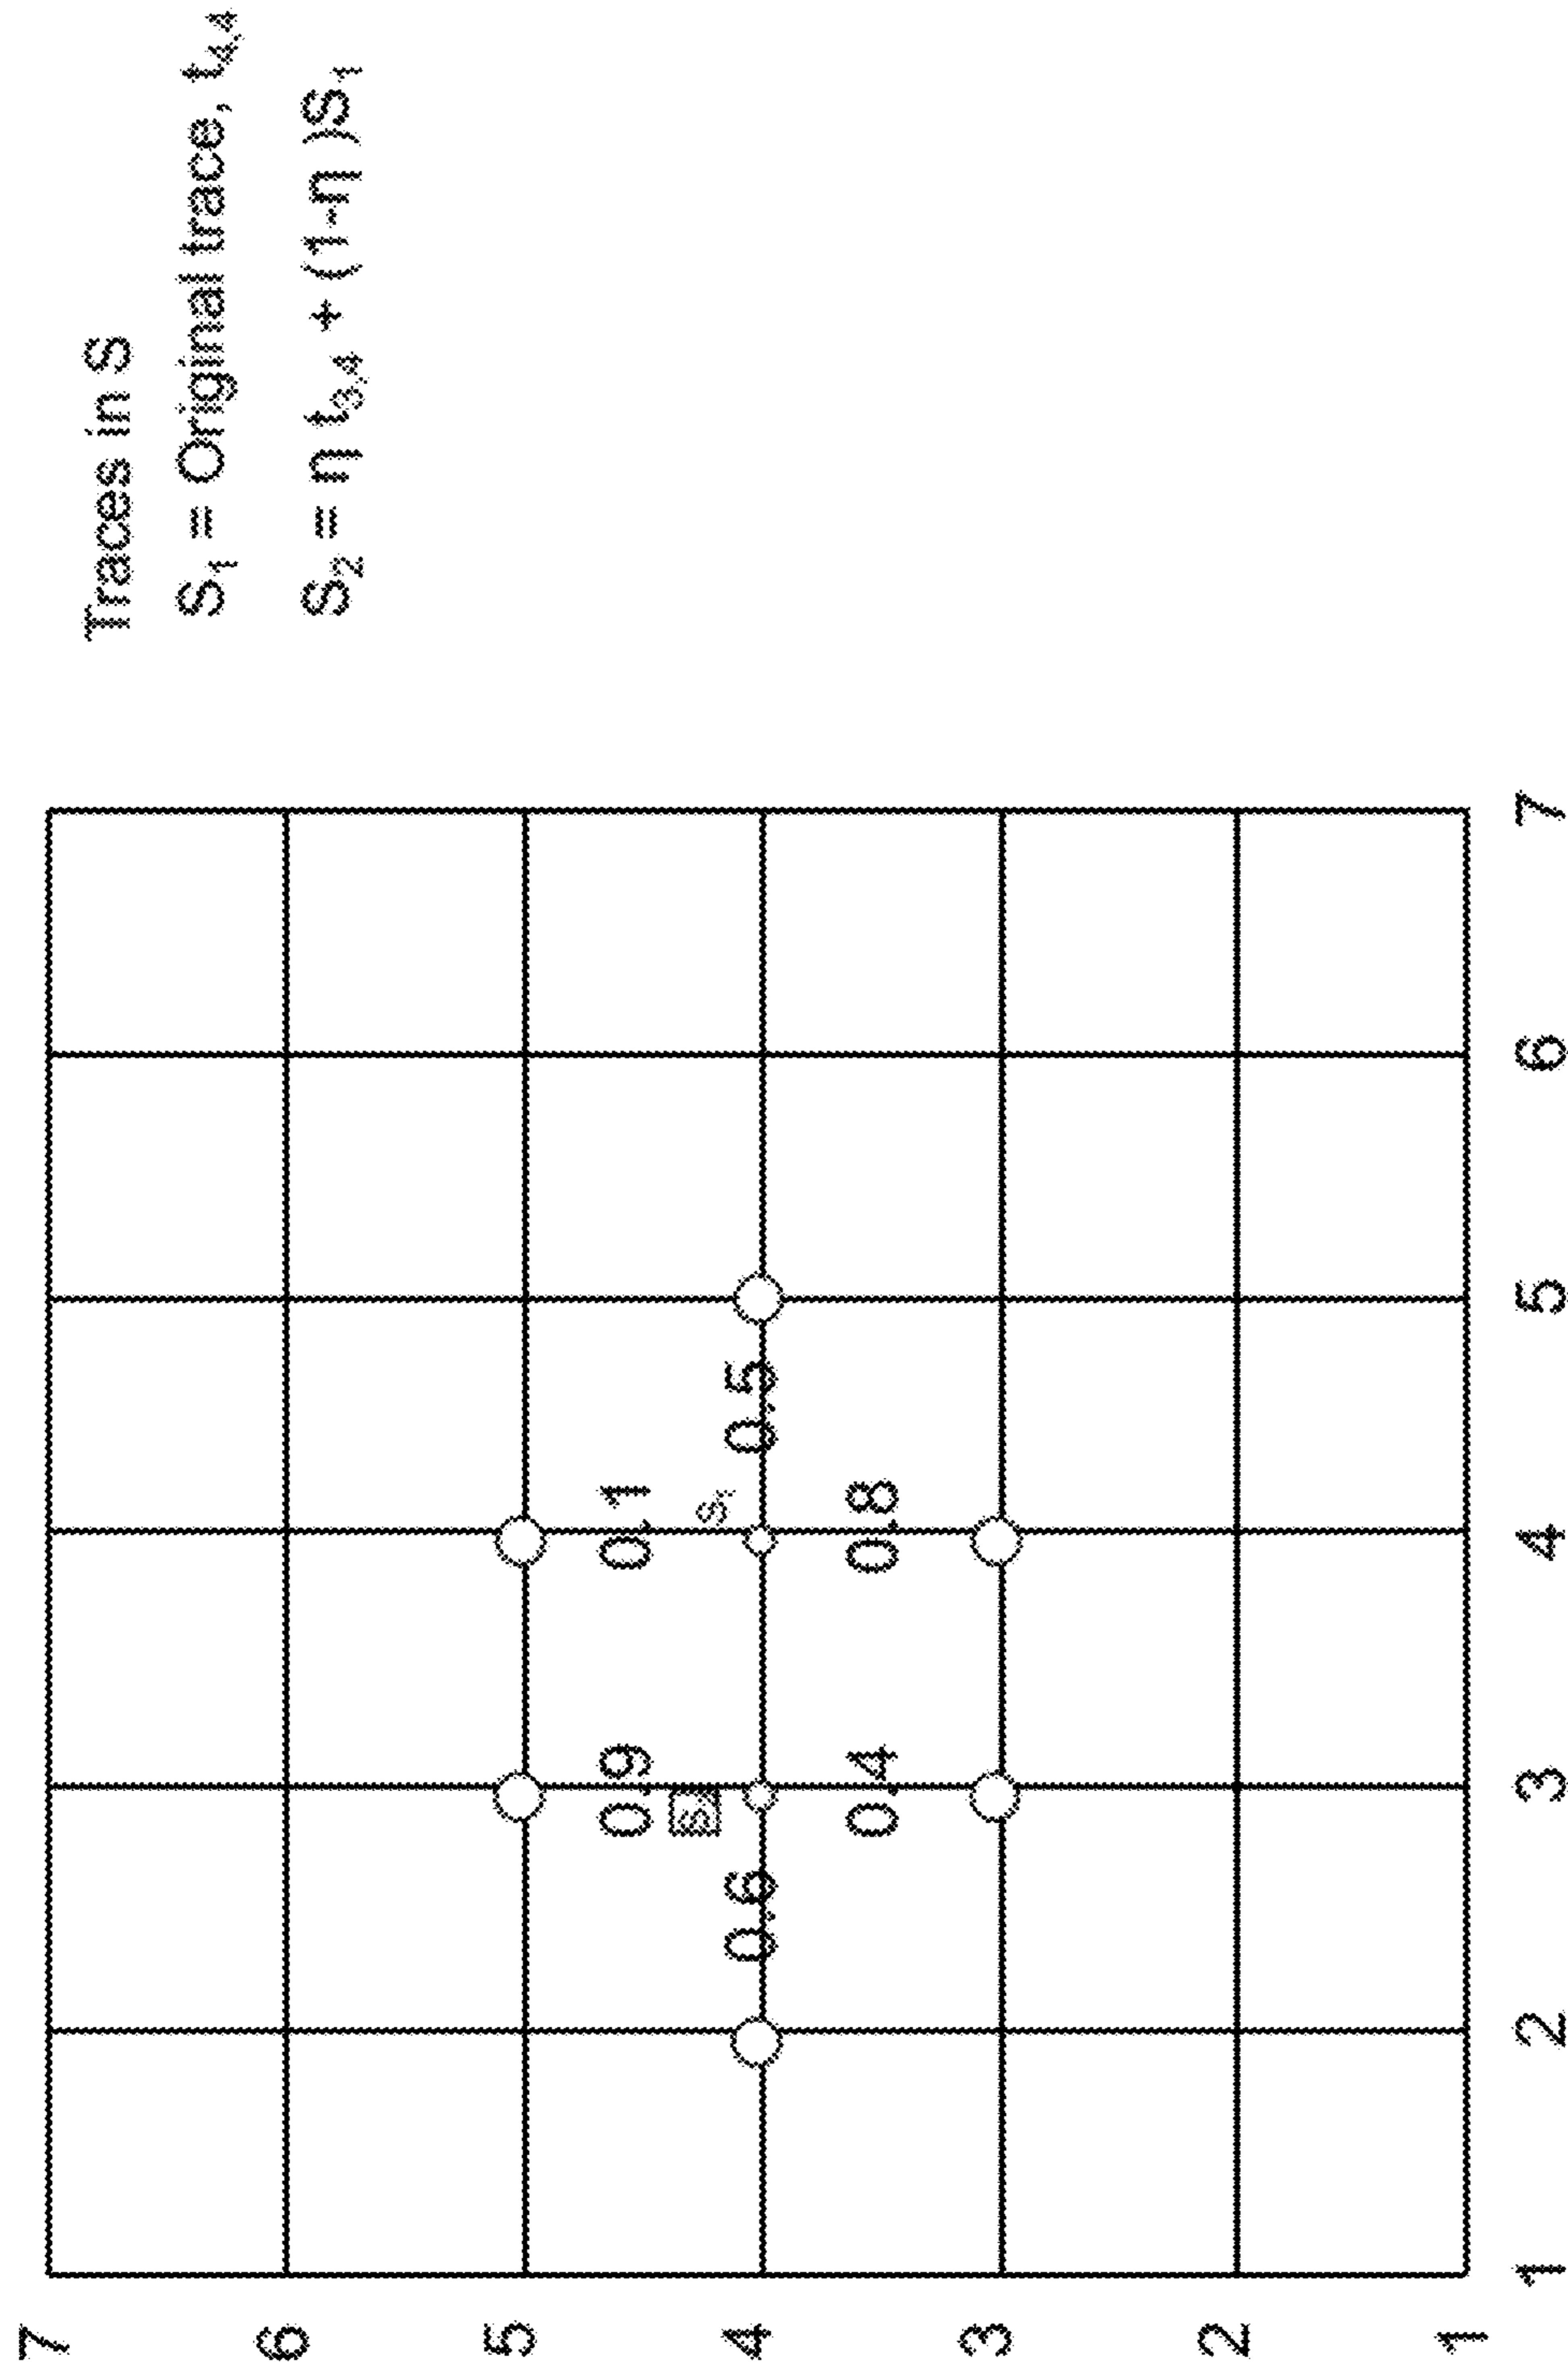 Traces in S
S₁ = Original trace, t₄,₄
S₂ = η t₃,₄ + (1-η )S₁
7
6
5
4
3
2
1
0.9
0.1
S₁
0.6
0.5
0.4
0.8
1 2 3 4 5 6 7